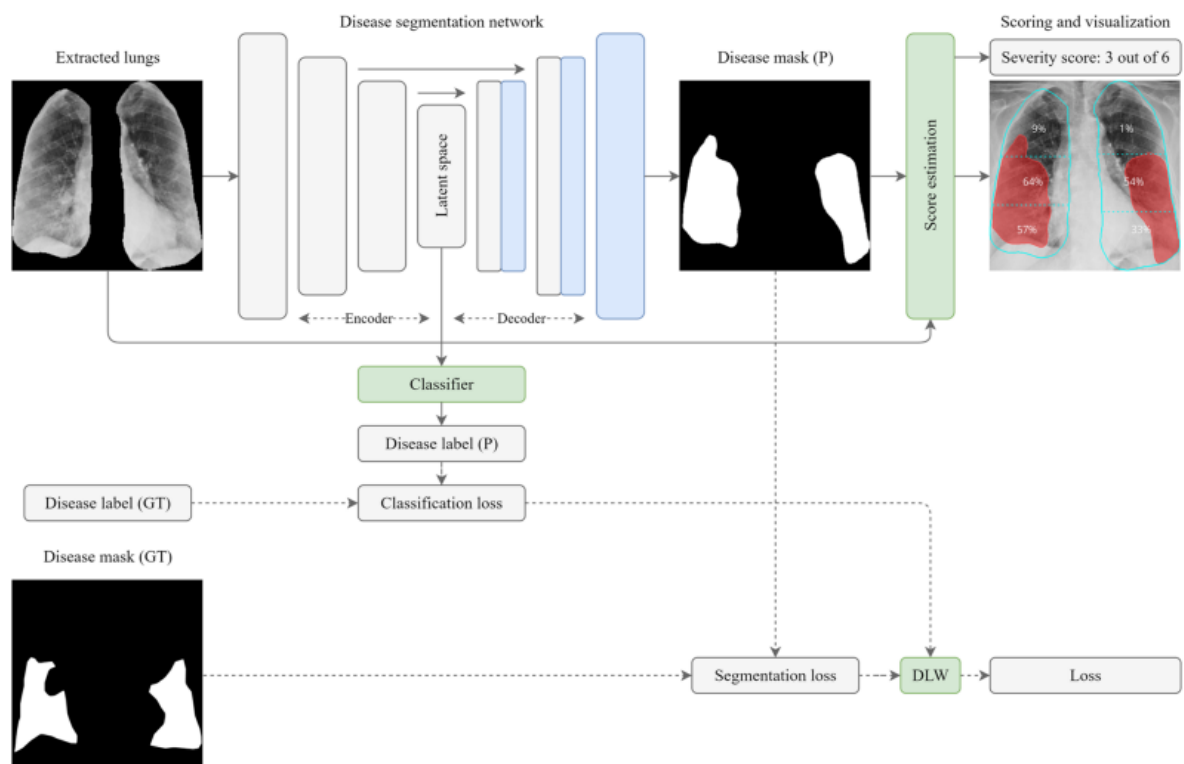 Disease segmentation network
Scoring and visualization
Extracted lungs
Disease mask (P)
Severity score: 3 out of 6
Latent space
Score estimation
9%
1%
64%
54%
57%
33%
Encoder
Decoder
Classifier
Disease label (P)
Disease label (GT)
Classification loss
Disease mask (GT)
Segmentation loss
DLW
Loss